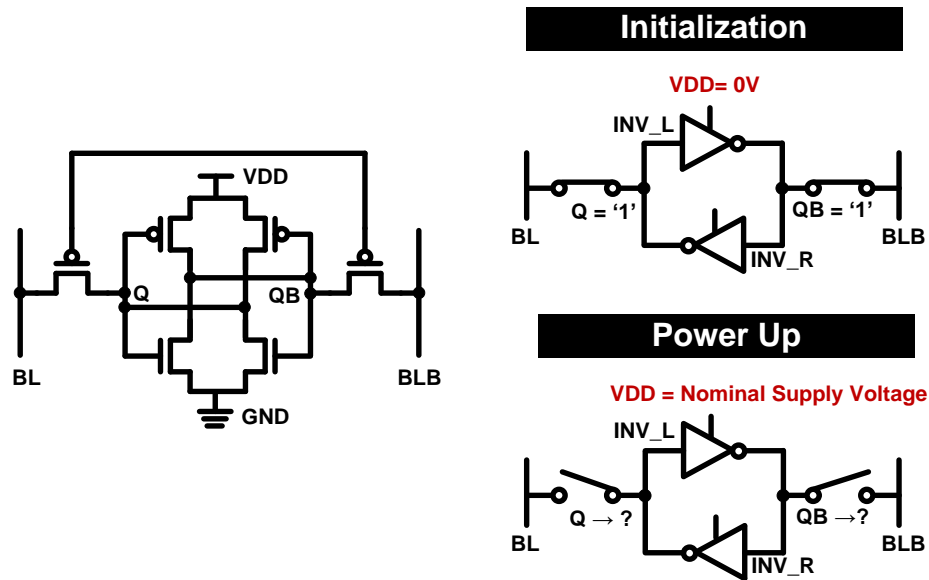 VDD
Q
QB
BL
BLB
GND
Initialization
VDD= 0V
INV_L
Q = ‘1’
QB = ‘1’
BL
BLB
INV_R
Power Up
VDD = Nominal Supply Voltage
INV_L
Q → ?
QB →?
BL
BLB
INV_R